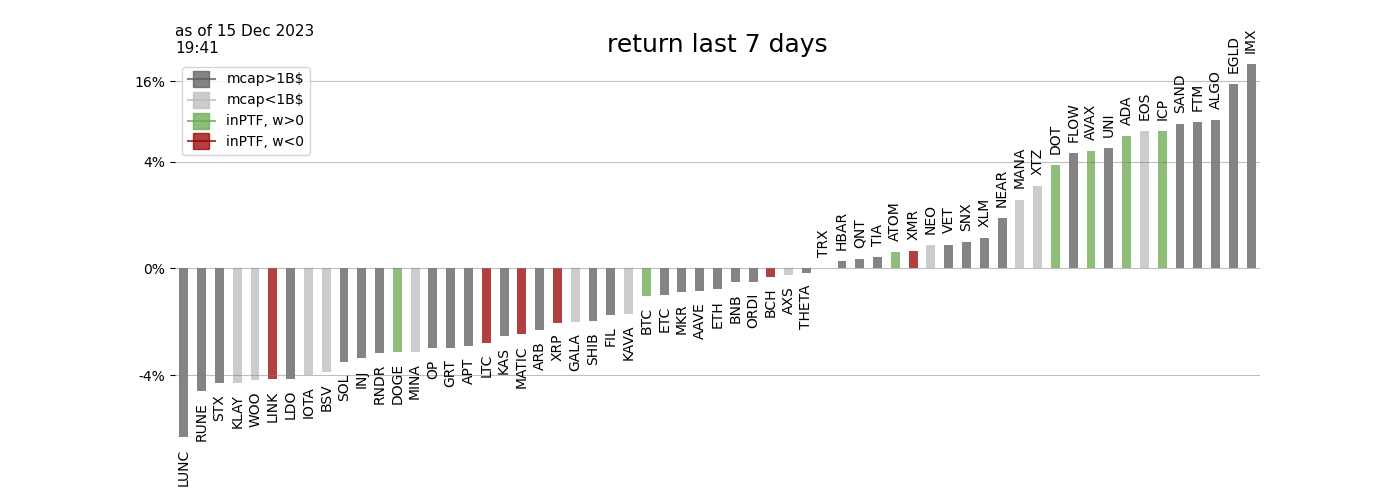 as of 15 Dec 2023
19:41
return last 7 days
mcap>1B$
mcap<1B$
inPTF, w>0
inPTF, w<0
16%
4%
0%
-4%
LUNC
RUNE
STX
KLAY
WOO
LINK
LDO
IOTA
BSV
SOL
INJ
RNDR
DOGE
MINA
OP
GRT
APT
LTC
KAS
MATIC
ARB
XRP
GALA
SHIB
FIL
KAVA
BTC
ETC
MKR
AAVE
ETH
BNB
ORDI
BCH
AXS
THETA
TRX
HBAR
QNT
TIA
ATOM
XMR
NEO
VET
SNX
XLM
NEAR
MANA
XTZ
DOT
FLOW
AVAX
UNI
ADA
EOS
ICP
SAND
FTM
ALGO
EGLD
IMX